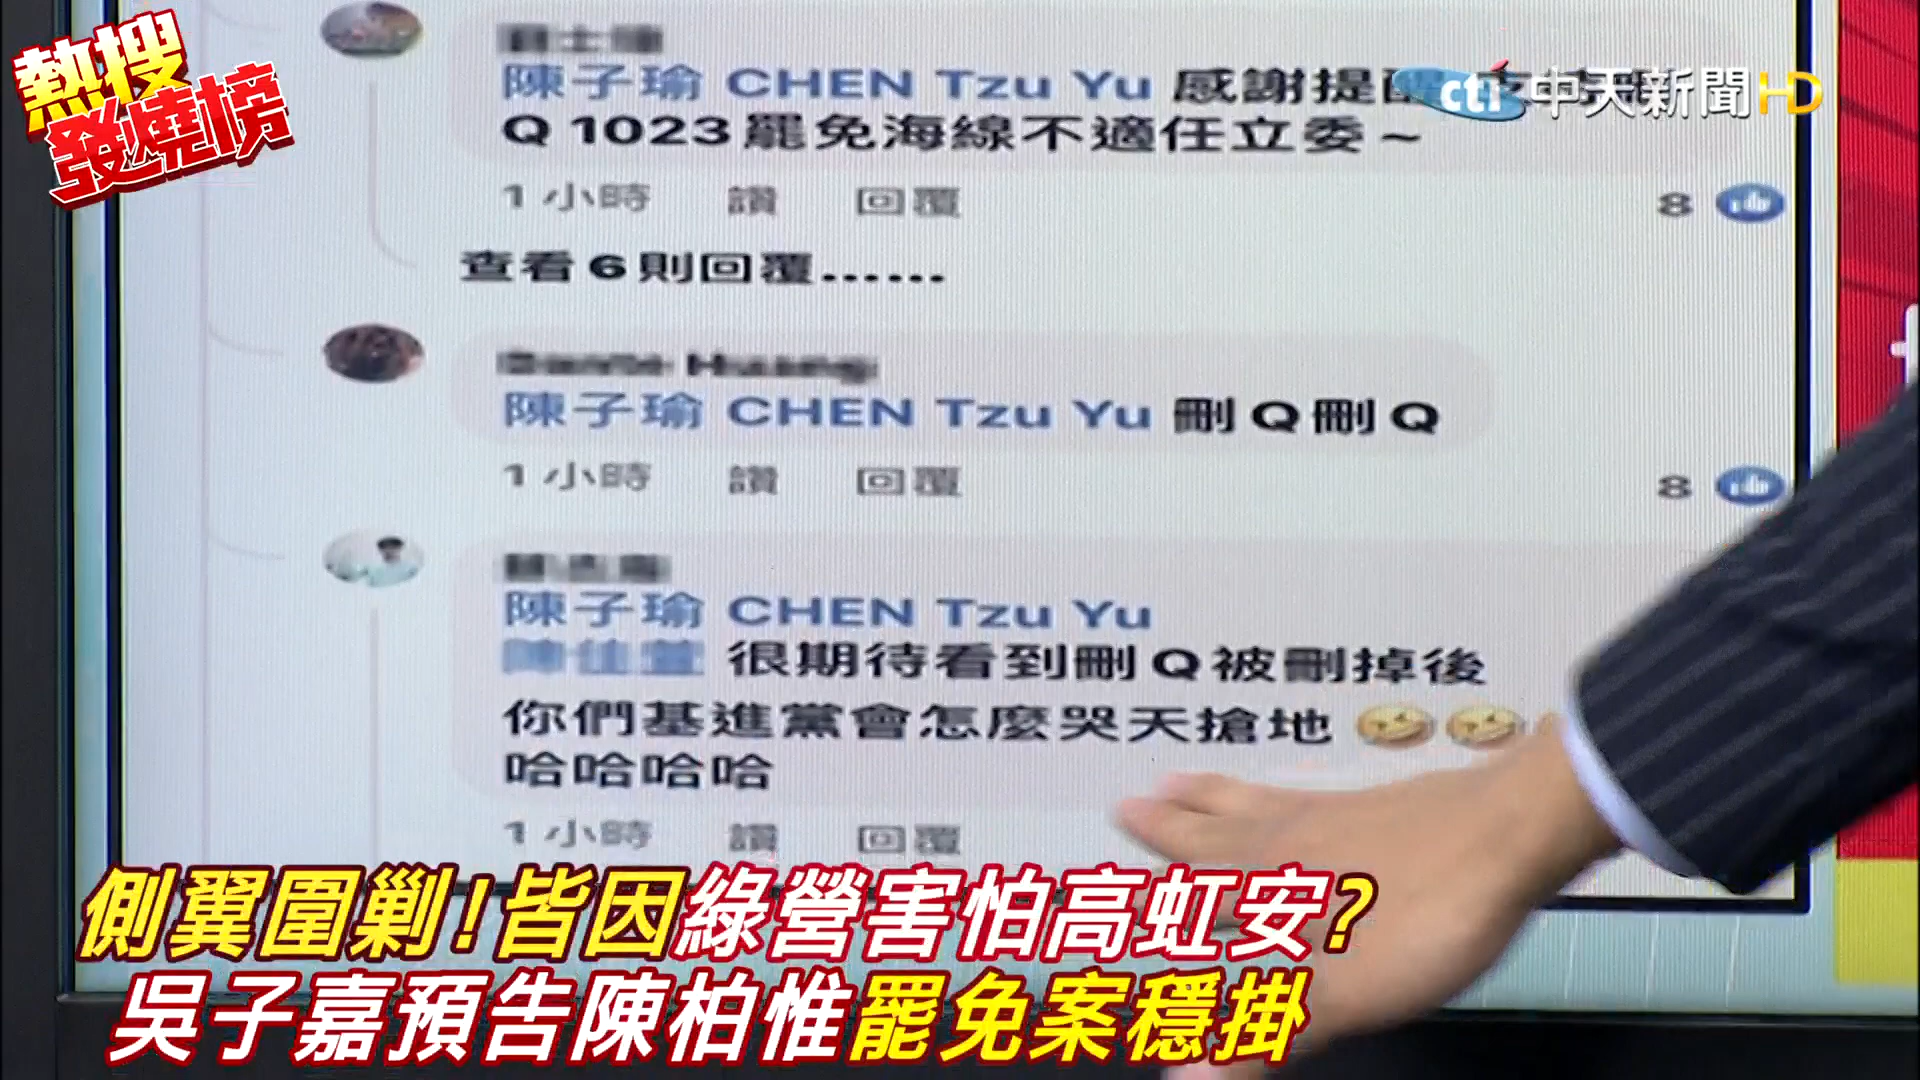 熱搜
發燒榜
cti 中天新聞HD
陳子瑜 CHEN Tzu Yu 感謝提醒
Q 1023罷免海線不適任立委~
1 小時 讚 回覆
8
查看6則回覆......
陳子瑜 CHEN Tzu Yu 刪Q刪Q
1 小時 讚 回覆
8
陳子瑜 CHEN Tzu Yu
很期待看到刪Q被刪掉後
你們基進黨會怎麼哭天搶地🤣🤣
哈哈哈哈
1 小時 讚 回覆
側翼圍剿!皆因綠營害怕高虹安?
吳子嘉預告陳柏惟罷免案穩掛